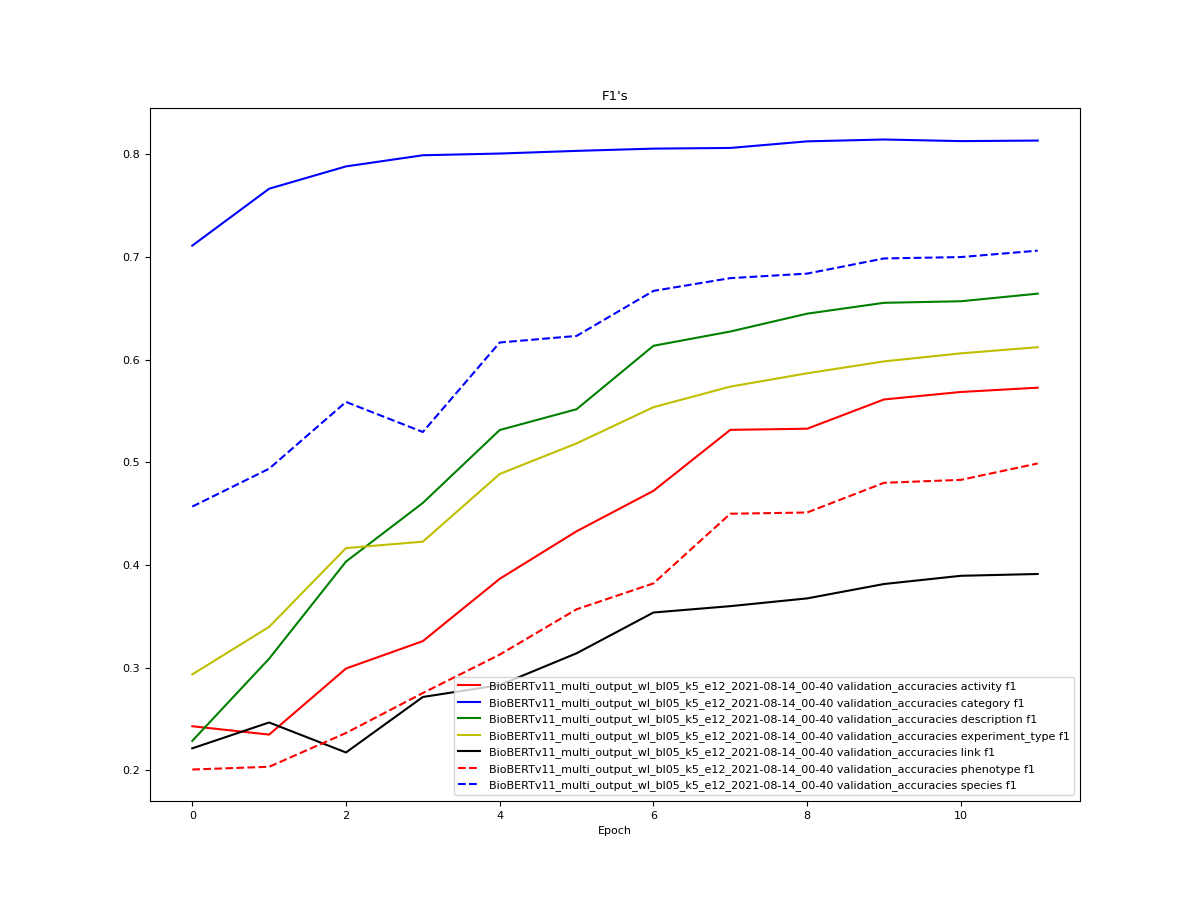 F1's
0.8
0.7
0.6
0.5
0.4
0.3
0.2
BioBERTv11_multi_output_wl_bl05_k5_e12_2021-08-14_00-40 validation_accuracies activity f1
BioBERTv11_multi_output_wl_bl05_k5_e12_2021-08-14_00-40 validation_accuracies category f1
BioBERTv11_multi_output_wl_bl05_k5_e12_2021-08-14_00-40 validation_accuracies description f1
BioBERTv11_multi_output_wl_bl05_k5_e12_2021-08-14_00-40 validation_accuracies experiment_type f1
BioBERTv11_multi_output_wl_bl05_k5_e12_2021-08-14_00-40 validation_accuracies link f1
BioBERTv11_multi_output_wl_bl05_k5_e12_2021-08-14_00-40 validation_accuracies phenotype f1
BioBERTv11_multi_output_wl_bl05_k5_e12_2021-08-14_00-40 validation_accuracies species f1
0 2 4 6 8 10
Epoch